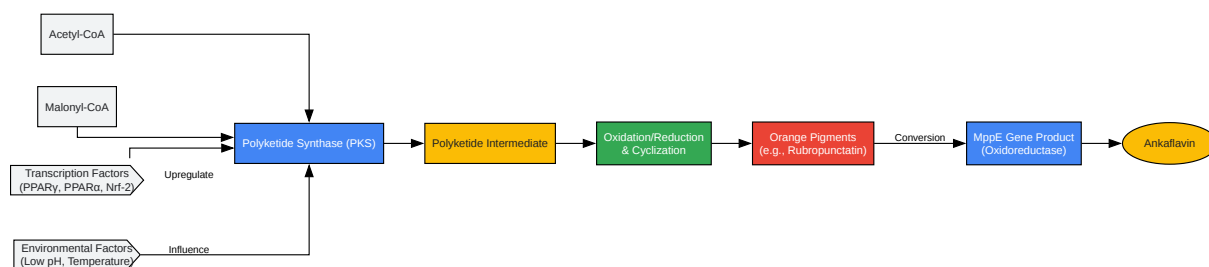 Acetyl-CoA
Malonyl-CoA
Transcription Factors
(PPARγ, PPARα, Nrf-2)
Upregulate
Environmental Factors
(Low pH, Temperature)
Influence
Polyketide Synthase (PKS)
Polyketide Intermediate
Oxidation/Reduction
& Cyclization
Orange Pigments
(e.g., Rubropunctatin)
Conversion
MppE Gene Product
(Oxidoreductase)
Ankaflavin